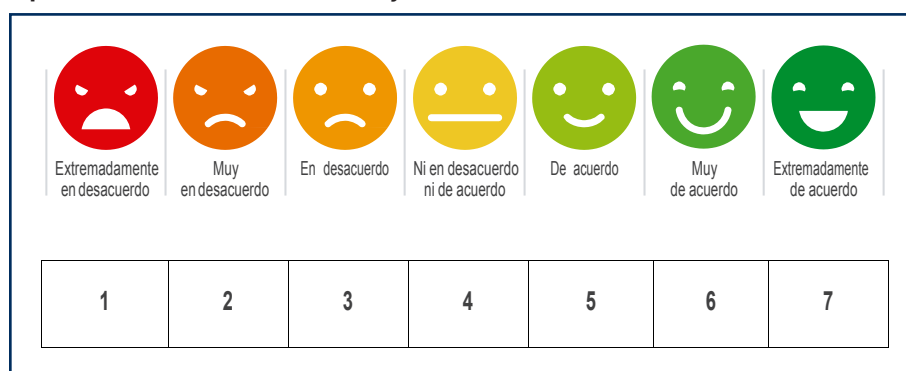 Extremadamente
en desacuerdo
Muy
en desacuerdo
En desacuerdo
Ni en desacuerdo
ni de acuerdo
De acuerdo
Muy
de acuerdo
Extremadamente
de acuerdo
1 2 3 4 5 6 7